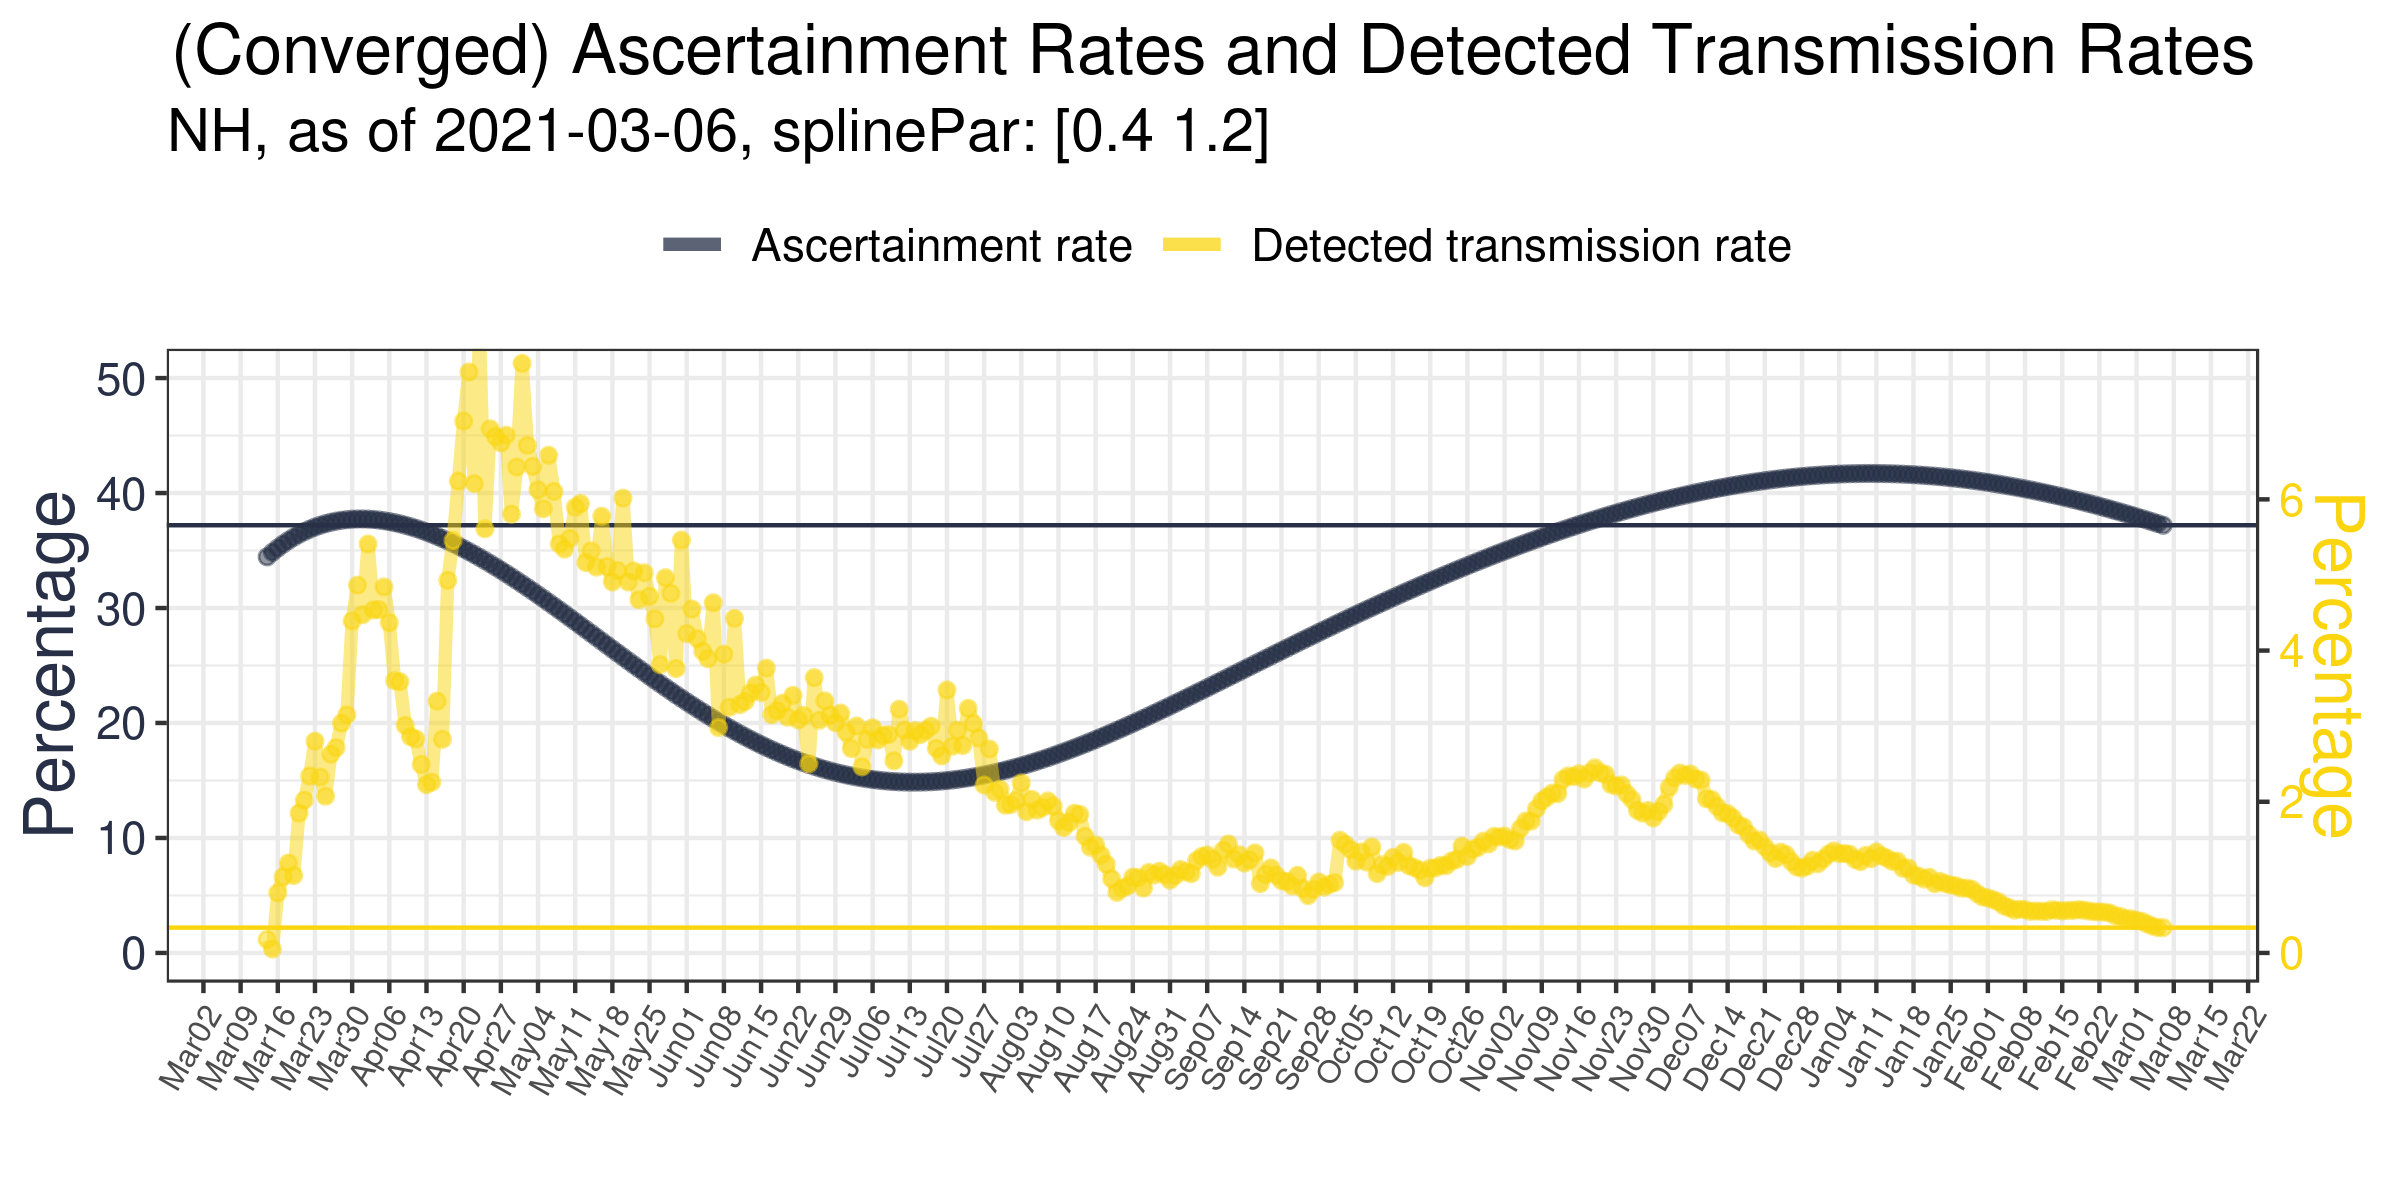 (Converged) Ascertainment Rates and Detected Transmission Rates
NH, as of 2021-03-06, splinePar: [0.4 1.2]
Ascertainment rate
Detected transmission rate
Percentage
50
40
30
20
10
0
6
4
2
0
Percentage
Mar02
Mar09
Mar16
Mar23
Mar30
Apr06
Apr13
Apr20
Apr27
May04
May11
May18
May25
Jun01
Jun08
Jun15
Jun22
Jun29
Jul06
Jul13
Jul20
Jul27
Aug03
Aug10
Aug17
Aug24
Aug31
Sep07
Sep14
Sep21
Sep28
Oct05
Oct12
Oct19
Oct26
Nov02
Nov09
Nov16
Nov23
Nov30
Dec07
Dec14
Dec21
Dec28
Jan04
Jan11
Jan18
Jan25
Feb01
Feb08
Feb15
Feb22
Mar01
Mar08
Mar15
Mar22